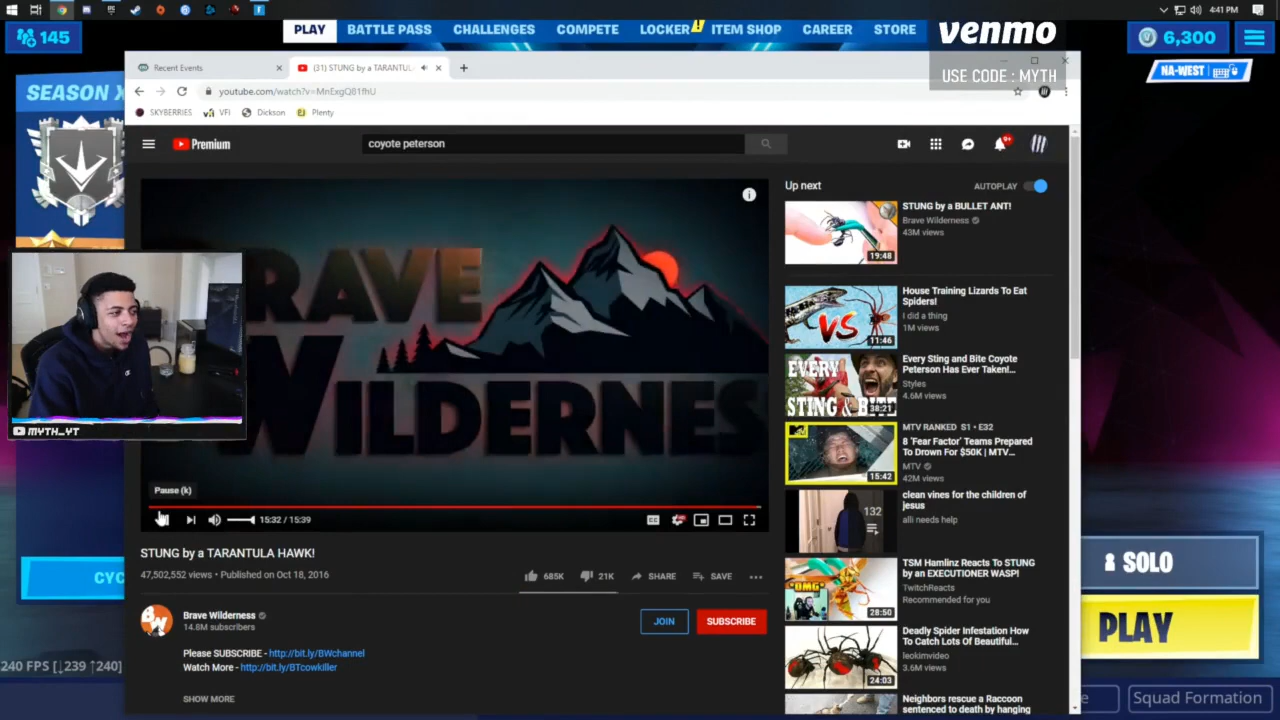 4:41 PM
145
PLAY
BATTLE PASS
CHALLENGES
COMPETE
LOCKER
ITEM SHOP
CAREER
STORE
venmo
USE CODE : MYTH
6,300
NA-WEST
SEASON X
Recent Events
(31) STUNG by a TARANTUL
youtube.com/watch?v=MnExgQ81fhU
SKYBERRIES
VFi
Dickson
Plenty
Premium
coyote peterson
9+
BRAVE
WILDERNES
Pause (k)
15:32 / 15:39
STUNG by a TARANTULA HAWK!
47,502,552 views • Published on Oct 18, 2016
685K
21K
SHARE
SAVE
Brave Wilderness
14.8M subscribers
JOIN
SUBSCRIBE
Please SUBSCRIBE - http://bit.ly/BWchannel
Watch More - http://bit.ly/BTcowkiller
SHOW MORE
Up next
AUTOPLAY
19:48
STUNG by a BULLET ANT!
Brave Wilderness
43M views
VS
11:46
House Training Lizards To Eat
Spiders!
I did a thing
1M views
EVERY
STING & BITE
38:21
Every Sting and Bite Coyote
Peterson Has Ever Taken!...
Styles
4.6M views
15:42
MTV RANKED S1 • E32
8 'Fear Factor' Teams Prepared
To Drown For $50K | MTV...
MTV
42M views
132
clean vines for the children of
jesus
alli needs help
"OMG"
28:50
TSM Hamlinz Reacts To STUNG
by an EXECUTIONER WASP!
TwitchReacts
Recommended for you
24:03
Deadly Spider Infestation How
To Catch Lots Of Beautiful...
leokimvideo
3.6M views
Neighbors rescue a Raccoon
sentenced to death by hanging
MYTH_YT
CYC
240 FPS [↓239 ↑240]
SOLO
PLAY
e
Squad Formation